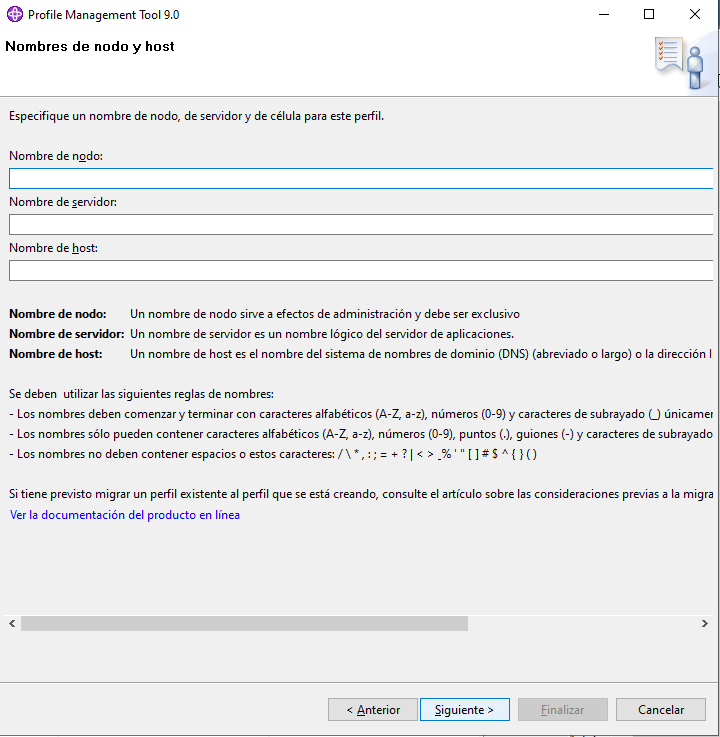 Profile Management Tool 9.0
Nombres de nodo y host
Especifique un nombre de nodo, de servidor y de célula para este perfil.
Nombre de nodo:
Nombre de servidor:
Nombre de host:
Nombre de nodo: Un nombre de nodo sirve a efectos de administración y debe ser exclusivo
Nombre de servidor: Un nombre de servidor es un nombre lógico del servidor de aplicaciones.
Nombre de host: Un nombre de host es el nombre del sistema de nombres de dominio (DNS) (abreviado o largo) o la dirección
Se deben utilizar las siguientes reglas de nombres:
- Los nombres deben comenzar y terminar con caracteres alfabéticos (A-Z, a-z), números (0-9) y caracteres de subrayado (_) únicamer
- Los nombres sólo pueden contener caracteres alfabéticos (A-Z, a-z), números (0-9), puntos (.), guiones (-) y caracteres de subrayado
- Los nombres no deben contener espacios o estos caracteres: / \ * , : ; = + ? | < > _% ' " [ ] # $ ^ { } ( )
Si tiene previsto migrar un perfil existente al perfil que se está creando, consulte el artículo sobre las consideraciones previas a la migra
Ver la documentación del producto en línea
< Anterior Siguiente > Finalizar Cancelar